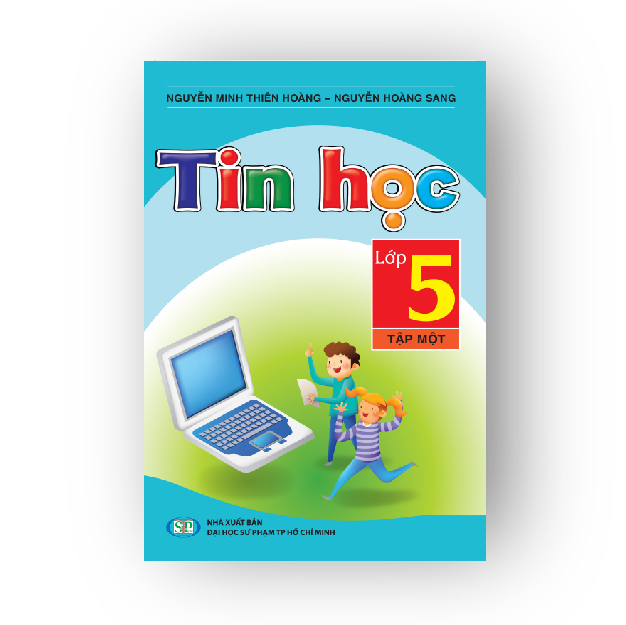 NGUYỄN MINH THIÊN HOÀNG – NGUYỄN HOÀNG SANG
Tin học
Lớp 5
TẬP MỘT
NHÀ XUẤT BẢN
ĐẠI HỌC SƯ PHẠM TP HỒ CHÍ MINH